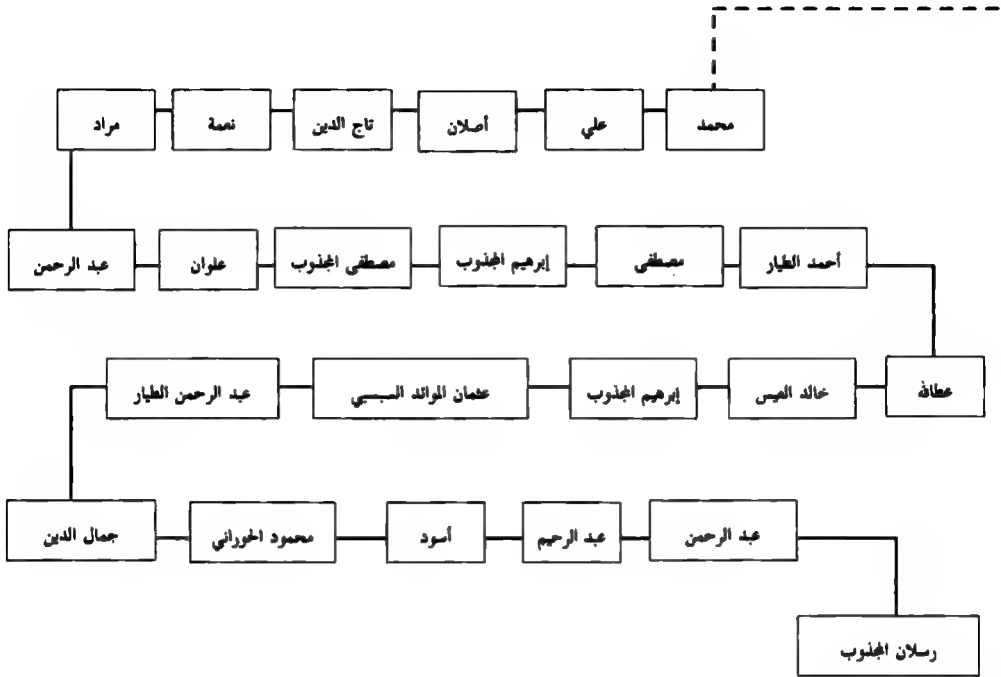 محمد
علي
أصلان
تاج الدين
نعمة
مراد
أحمد الطيار
مصطفى
إبرهيم المجذوب
مصطفى المجذوب
علوان
عبد الرحمن
عطالله
خالد العيس
إبرهيم المجذوب
عثمان الموائد السبسبي
عبد الرحمن الطيار
عبد الرحمن
عبد الرحيم
أسود
محمود الحوراني
جمال الدين
رسلان المجذوب